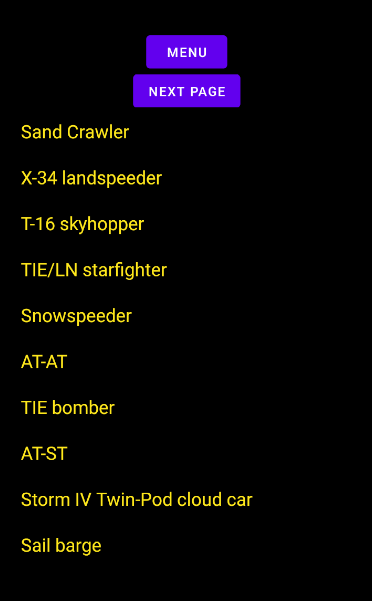 MENU
NEXT PAGE
Sand Crawler
X-34 landspeeder
T-16 skyhopper
TIE/LN starfighter
Snowspeeder
AT-AT
TIE bomber
AT-ST
Storm IV Twin-Pod cloud car
Sail barge